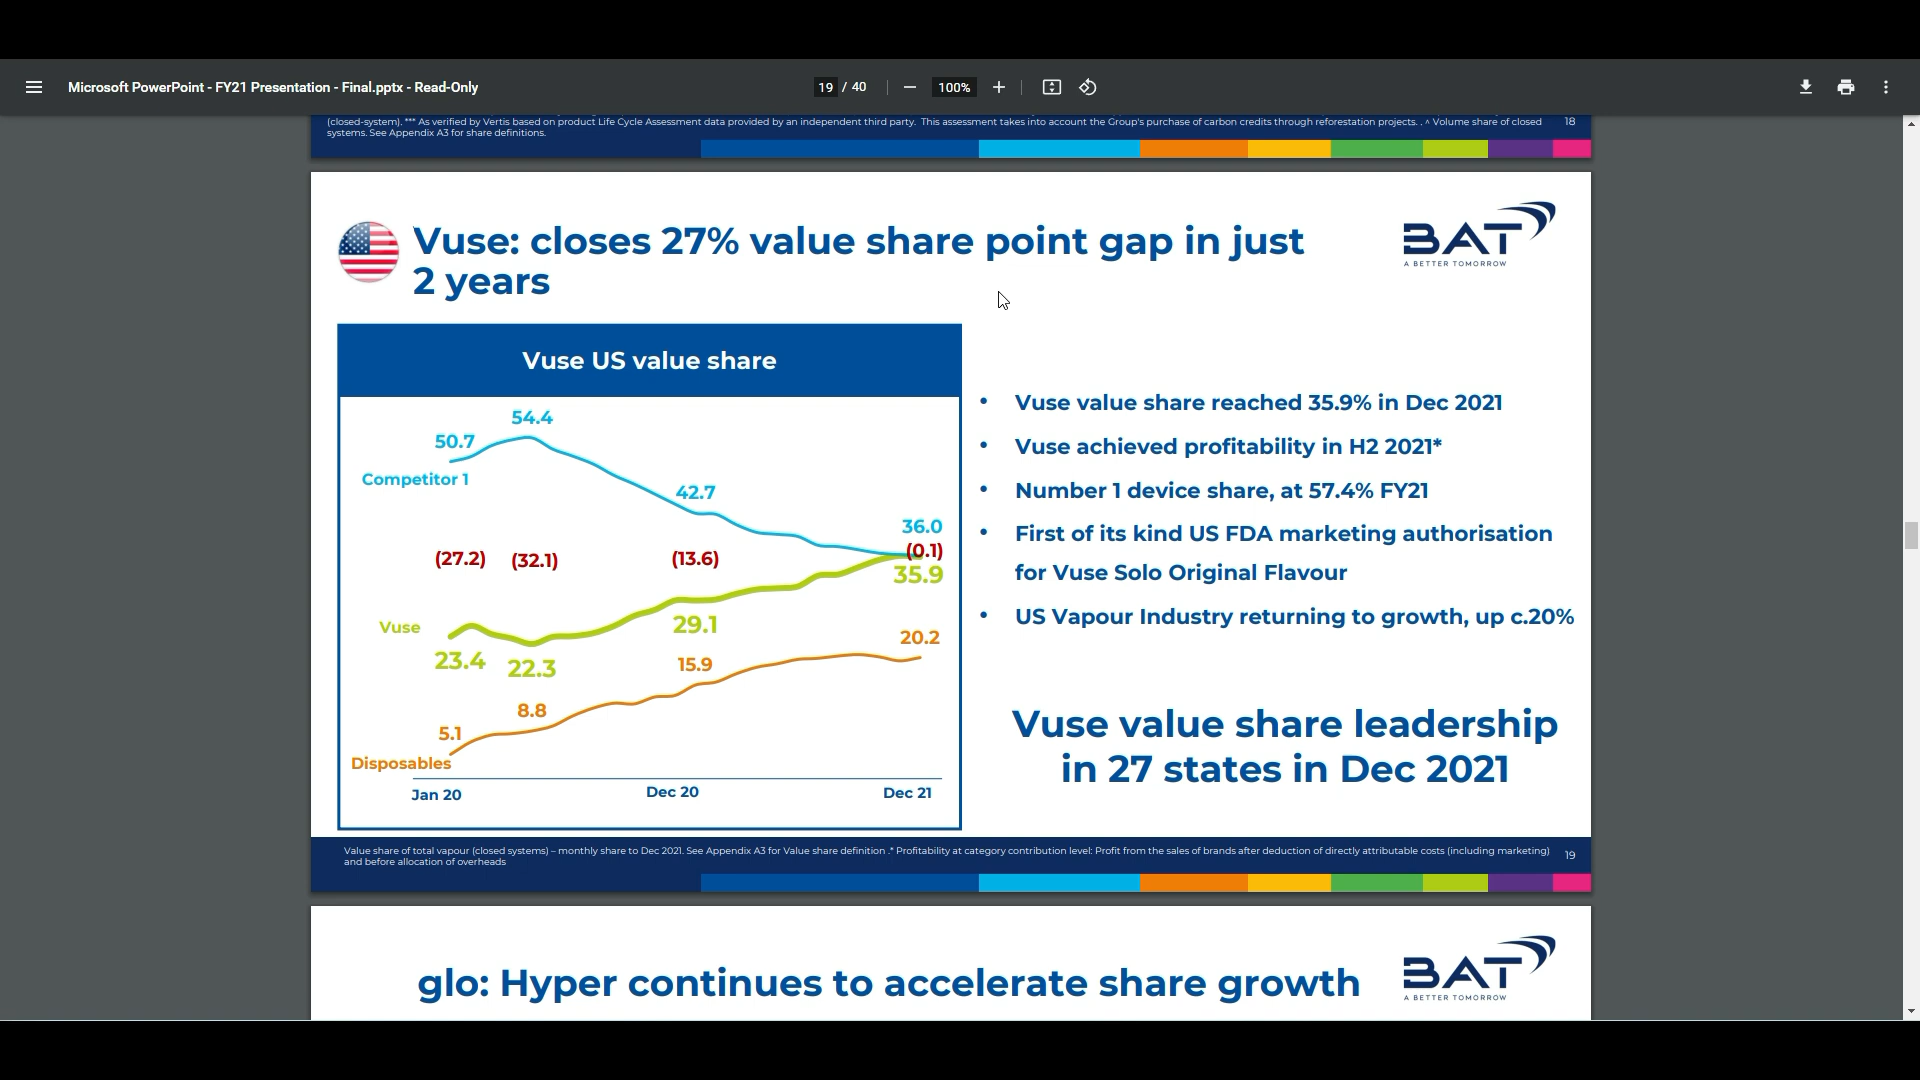 Microsoft PowerPoint - FY21 Presentation - Final.pptx - Read-Only
19 / 40
100%
(closed-system). *** As verified by Vertis based on product Life Cycle Assessment data provided by an independent third party. This assessment takes into account the Group's purchase of carbon credits through reforestation projects. . ^ Volume share of closed
systems. See Appendix A3 for share definitions.
18
Vuse: closes 27% value share point gap in just
2 years
BAT
A BETTER TOMORROW
Vuse US value share
54.4
50.7
Competitor 1
42.7
36.0
(27.2) (32.1) (13.6) (0.1)
35.9
Vuse
29.1
23.4 22.3
20.2
15.9
8.8
5.1
Disposables
Jan 20 Dec 20 Dec 21
• Vuse value share reached 35.9% in Dec 2021
• Vuse achieved profitability in H2 2021*
• Number 1 device share, at 57.4% FY21
• First of its kind US FDA marketing authorisation
for Vuse Solo Original Flavour
• US Vapour Industry returning to growth, up c.20%
Vuse value share leadership
in 27 states in Dec 2021
Value share of total vapour (closed systems) – monthly share to Dec 2021. See Appendix A3 for Value share definition .* Profitability at category contribution level: Profit from the sales of brands after deduction of directly attributable costs (including marketing)
and before allocation of overheads
19
glo: Hyper continues to accelerate share growth
BAT
A BETTER TOMORROW